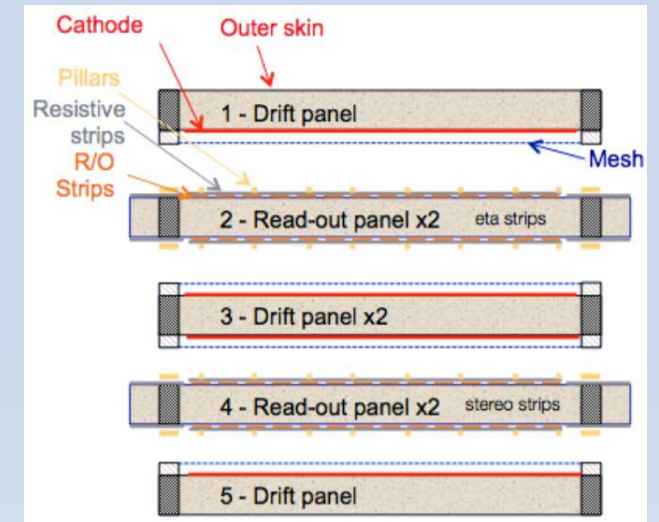 Cathode
Outer skin
Pillars
Resistive
strips
R/O
Strips
1 - Drift panel
Mesh
2 - Read-out panel x2
eta strips
3 - Drift panel x2
4 - Read-out panel x2
stereo strips
5 - Drift panel